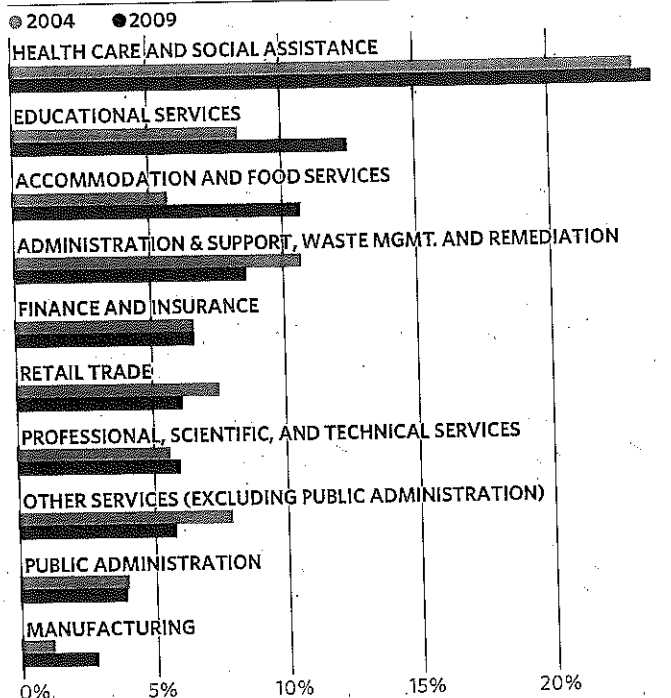 2004 2009
HEALTH CARE AND SOCIAL ASSISTANCE
EDUCATIONAL SERVICES
ACCOMMODATION AND FOOD SERVICES
ADMINISTRATION & SUPPORT, WASTE MGMT. AND REMEDIATION
FINANCE AND INSURANCE
RETAIL TRADE
PROFESSIONAL, SCIENTIFIC, AND TECHNICAL SERVICES
OTHER SERVICES (EXCLUDING PUBLIC ADMINISTRATION)
PUBLIC ADMINISTRATION
MANUFACTURING
0% 5% 10% 15% 20%